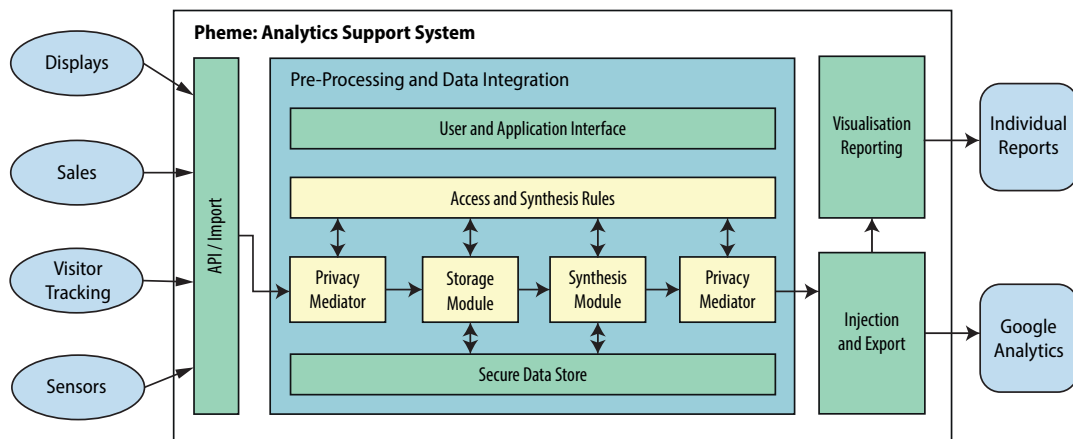 Pheme: Analytics Support System
Displays
Sales
Visitor
Tracking
Sensors
API / Import
Pre-Processing and Data Integration
User and Application Interface
Access and Synthesis Rules
Privacy
Mediator
Storage
Module
Synthesis
Module
Privacy
Mediator
Secure Data Store
Visualisation
Reporting
Injection
and Export
Individual
Reports
Google
Analytics